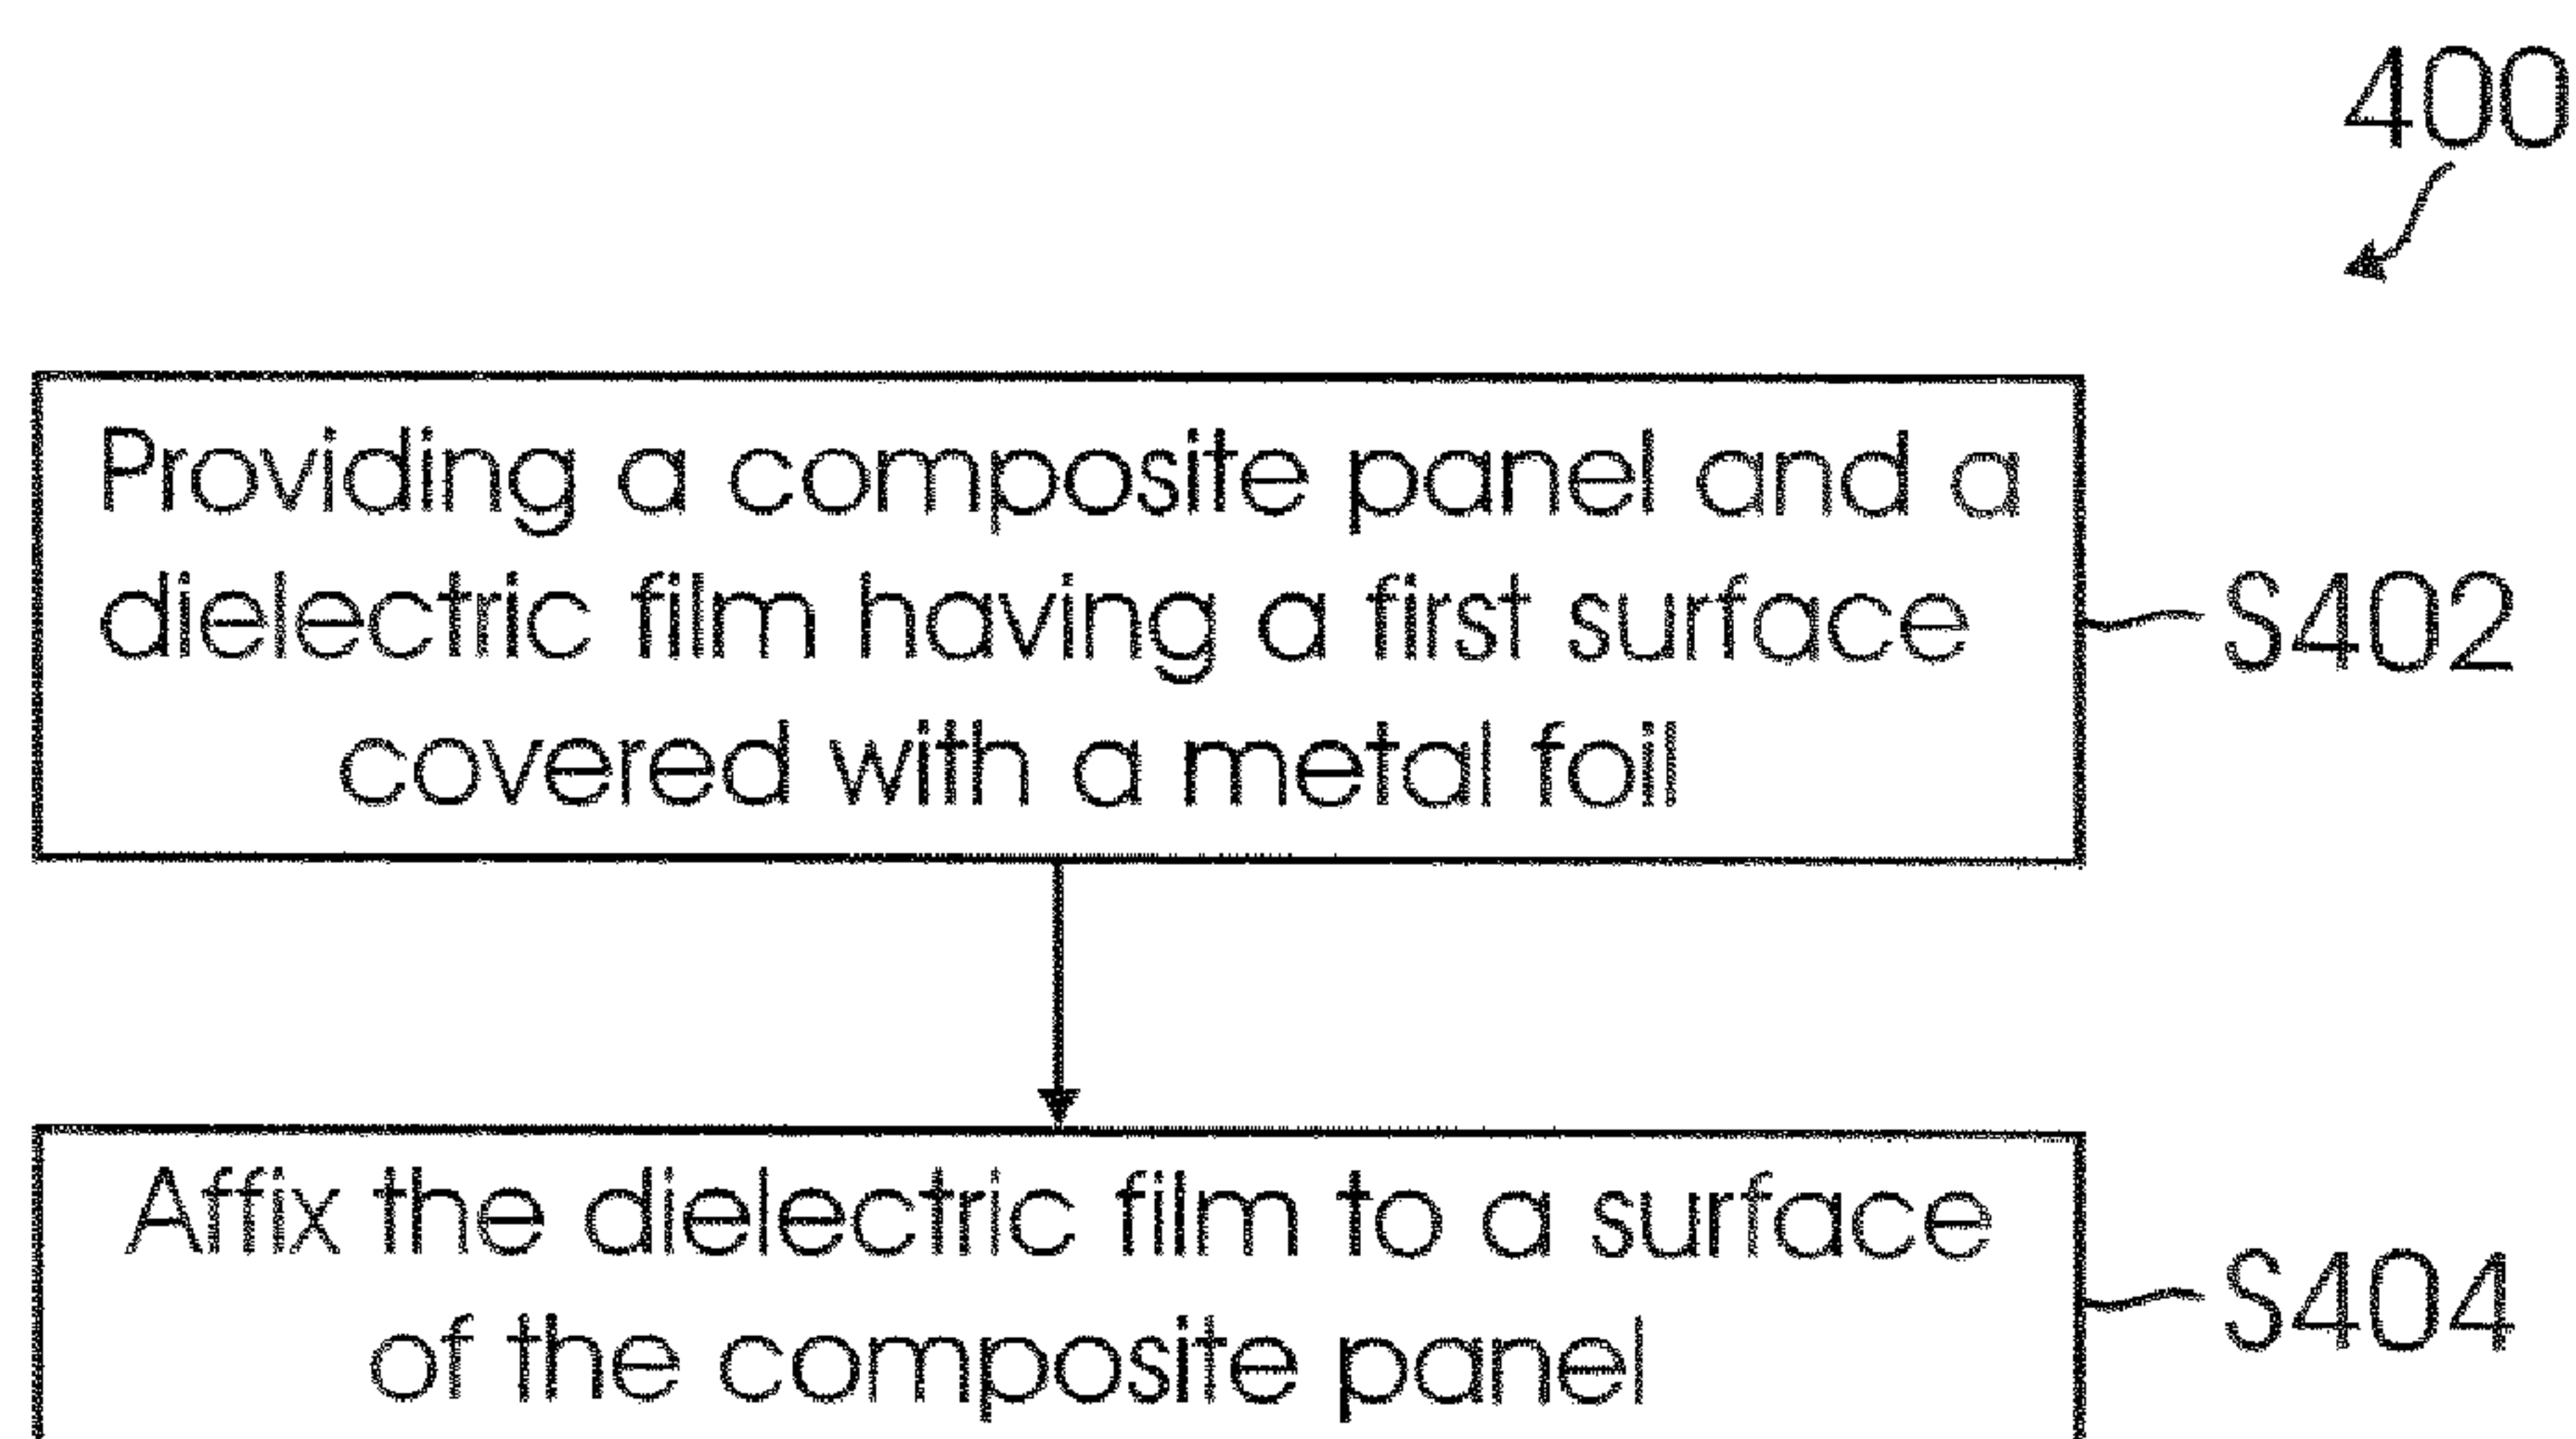 400
Providing a composite panel and a
dielectric film having a first surface
covered with a metal foil
S402
Affix the dielectric film to a surface
of the composite panel
S404